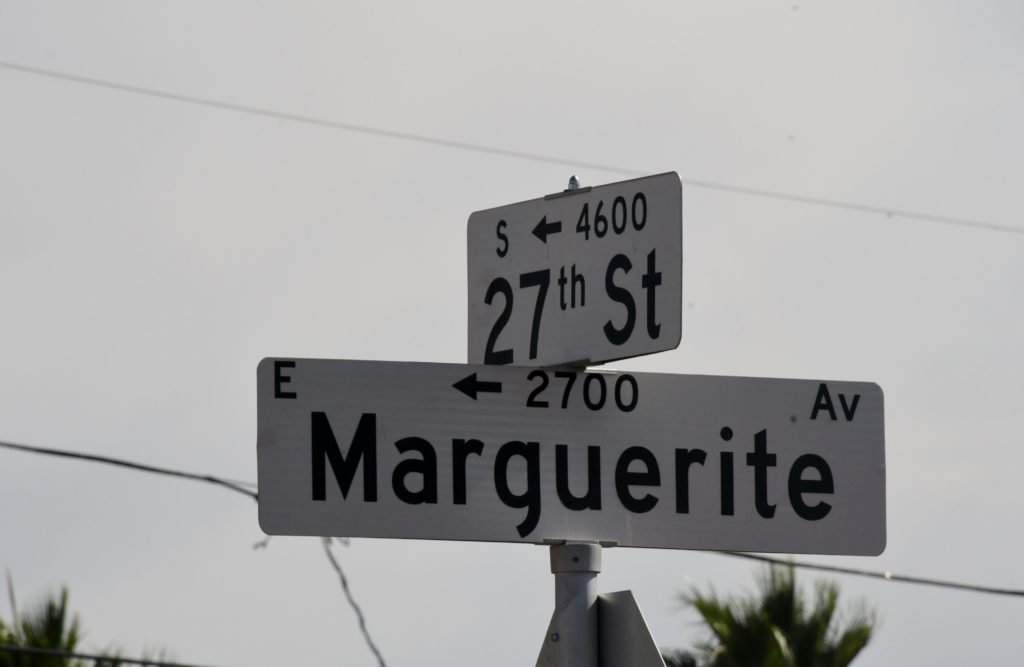 S ← 4600
27th St
E ← 2700 Av
Marguerite